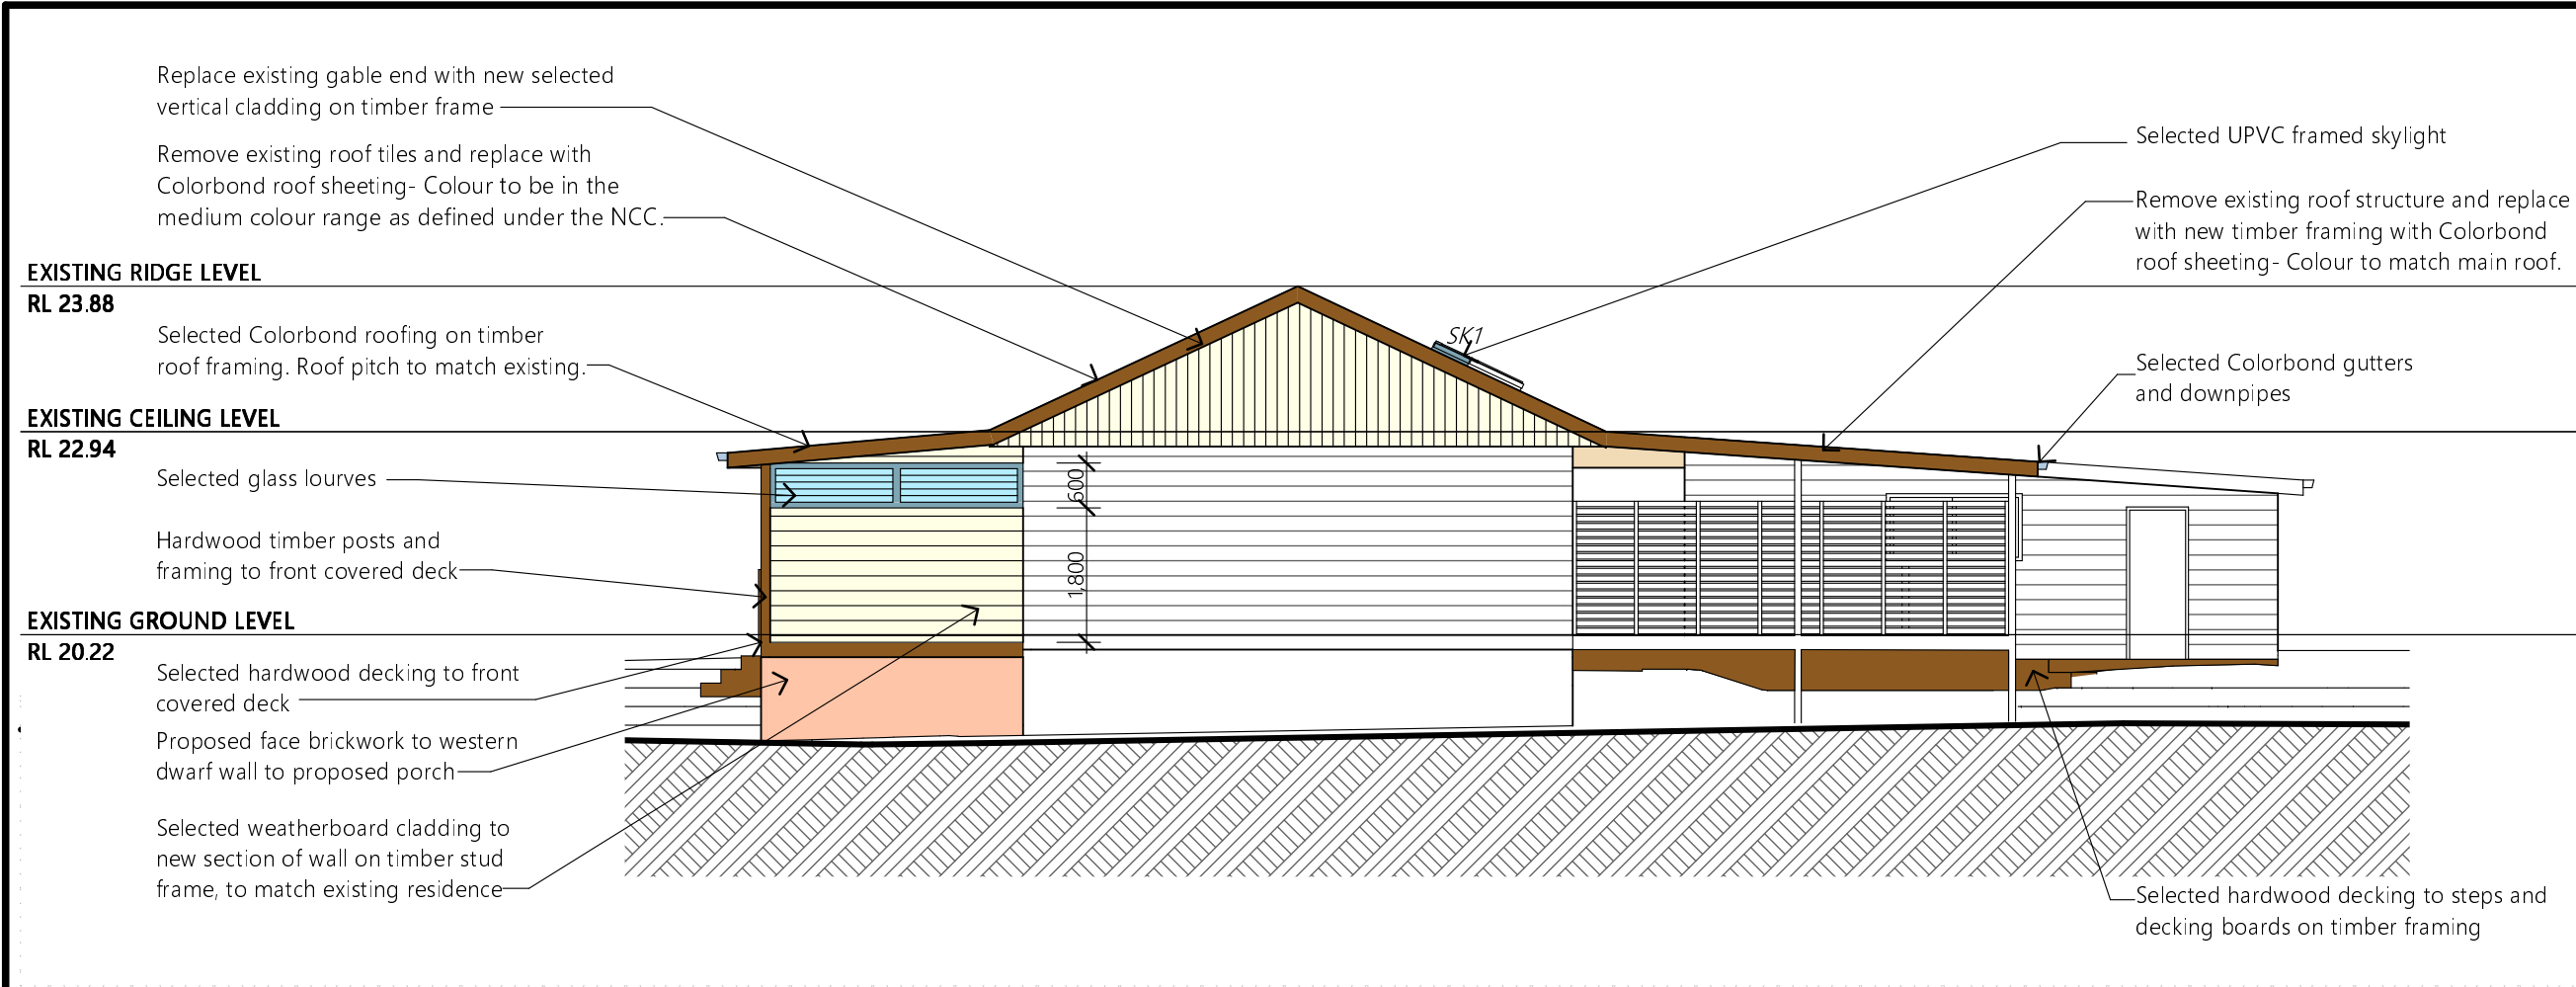 Replace existing gable end with new selected
vertical cladding on timber frame
Remove existing roof tiles and replace with
Colorbond roof sheeting- Colour to be in the
medium colour range as defined under the NCC.
EXISTING RIDGE LEVEL
RL 23.88
Selected Colorbond roofing on timber
roof framing. Roof pitch to match existing.
EXISTING CEILING LEVEL
RL 22.94
Selected glass lourves
Hardwood timber posts and
framing to front covered deck
EXISTING GROUND LEVEL
RL 20.22
Selected hardwood decking to front
covered deck
Proposed face brickwork to western
dwarf wall to proposed porch
Selected weatherboard cladding to
new section of wall on timber stud
frame, to match existing residence
SK1
600
1,800
Selected UPVC framed skylight
Remove existing roof structure and replace
with new timber framing with Colorbond
roof sheeting- Colour to match main roof.
Selected Colorbond gutters
and downpipes
Selected hardwood decking to steps and
decking boards on timber framing